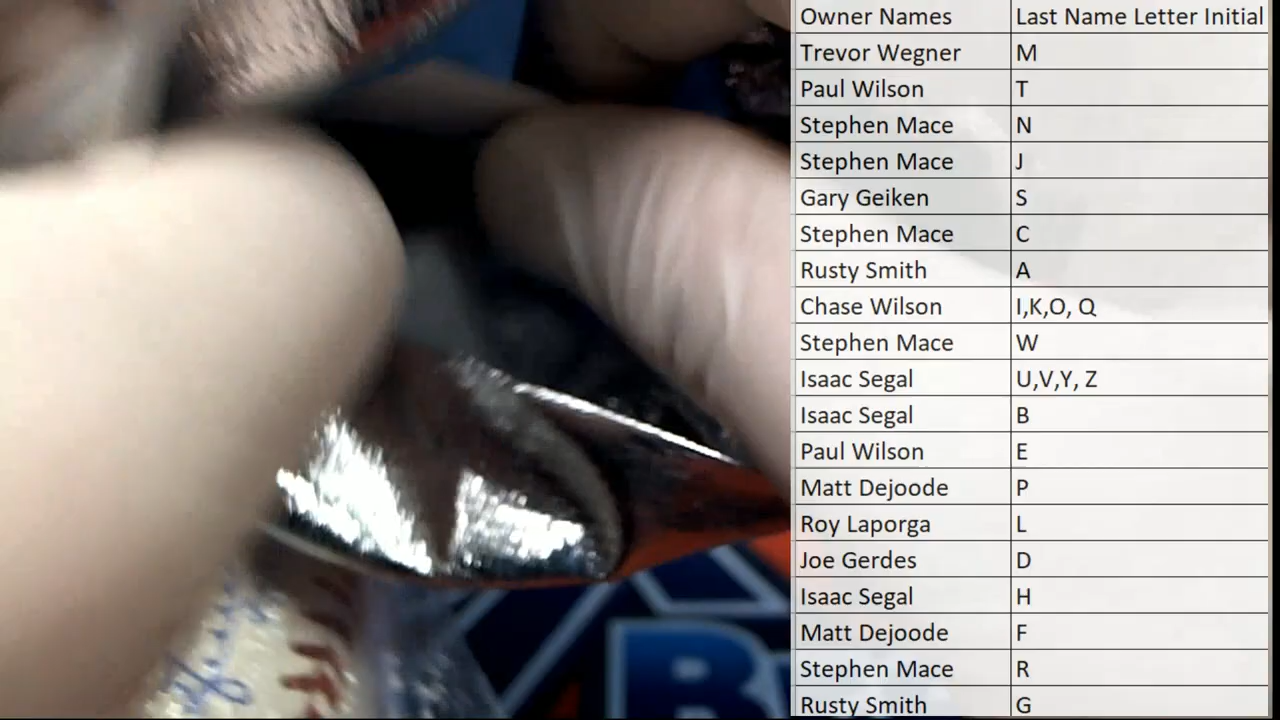 Owner Names Last Name Letter Initial
Trevor Wegner M
Paul Wilson T
Stephen Mace N
Stephen Mace J
Gary Geiken S
Stephen Mace C
Rusty Smith A
Chase Wilson I,K,O, Q
Stephen Mace W
Isaac Segal U,V,Y, Z
Isaac Segal B
Paul Wilson E
Matt Dejoode P
Roy Laporga L
Joe Gerdes D
Isaac Segal H
Matt Dejoode F
Stephen Mace R
Rusty Smith G